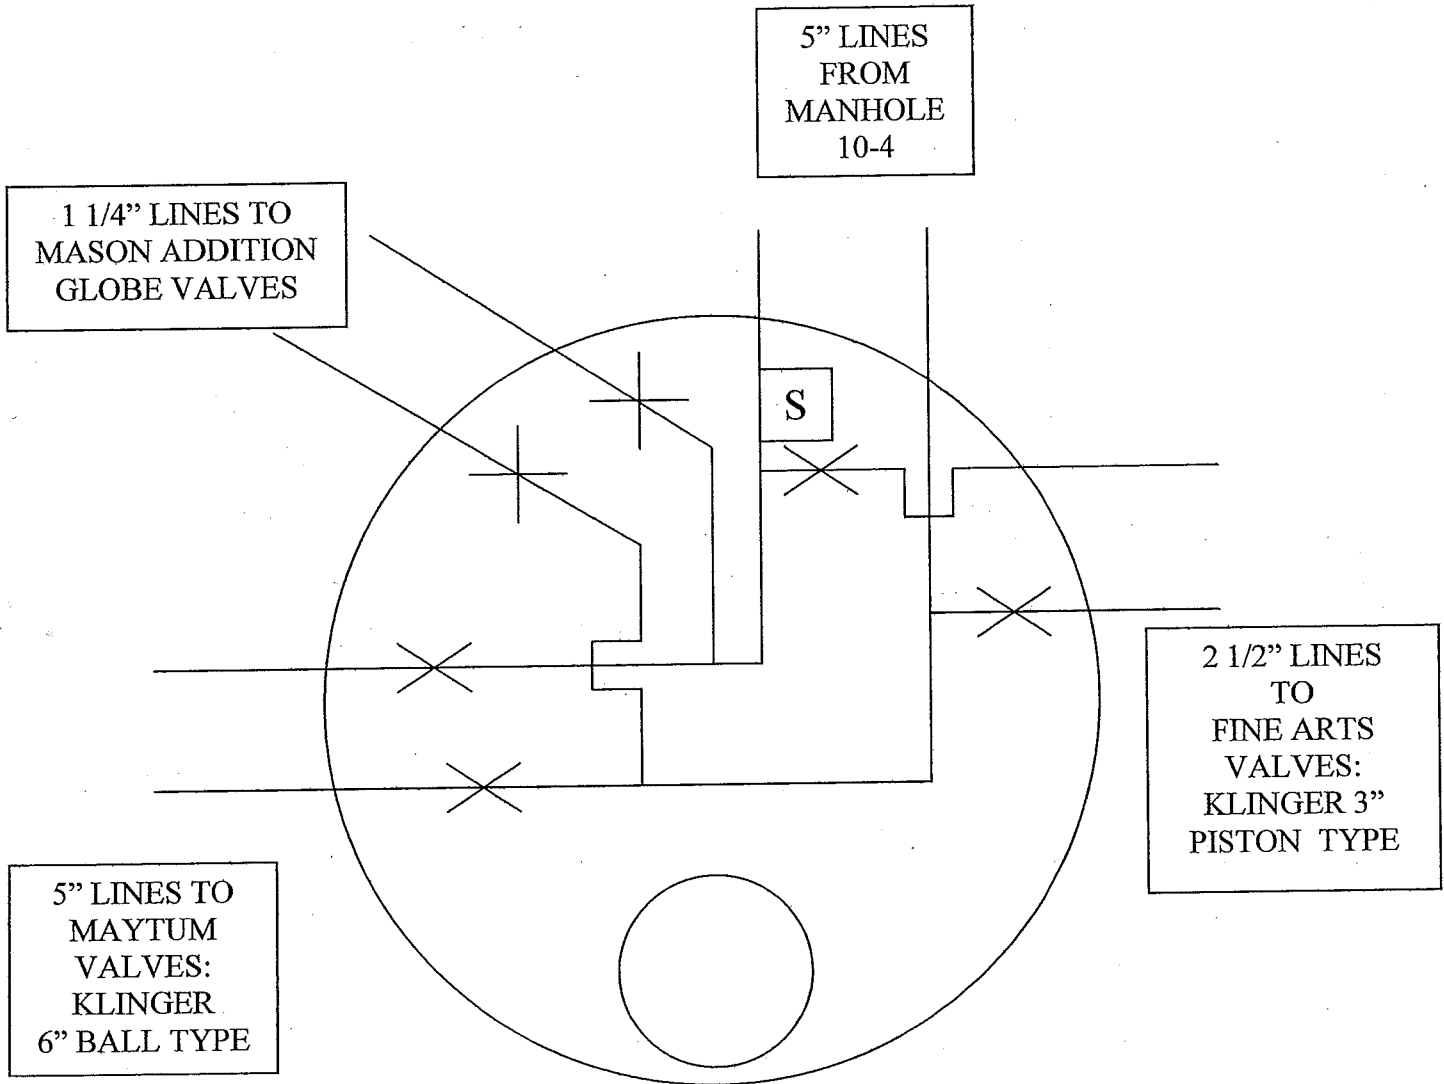 5” LINES
FROM
MANHOLE
10-4
1 1/4” LINES TO
MASON ADDITION
GLOBE VALVES
S
2 1/2” LINES
TO
FINE ARTS
VALVES:
KLINGER 3”
PISTON TYPE
5” LINES TO
MAYTUM
VALVES:
KLINGER
6” BALL TYPE